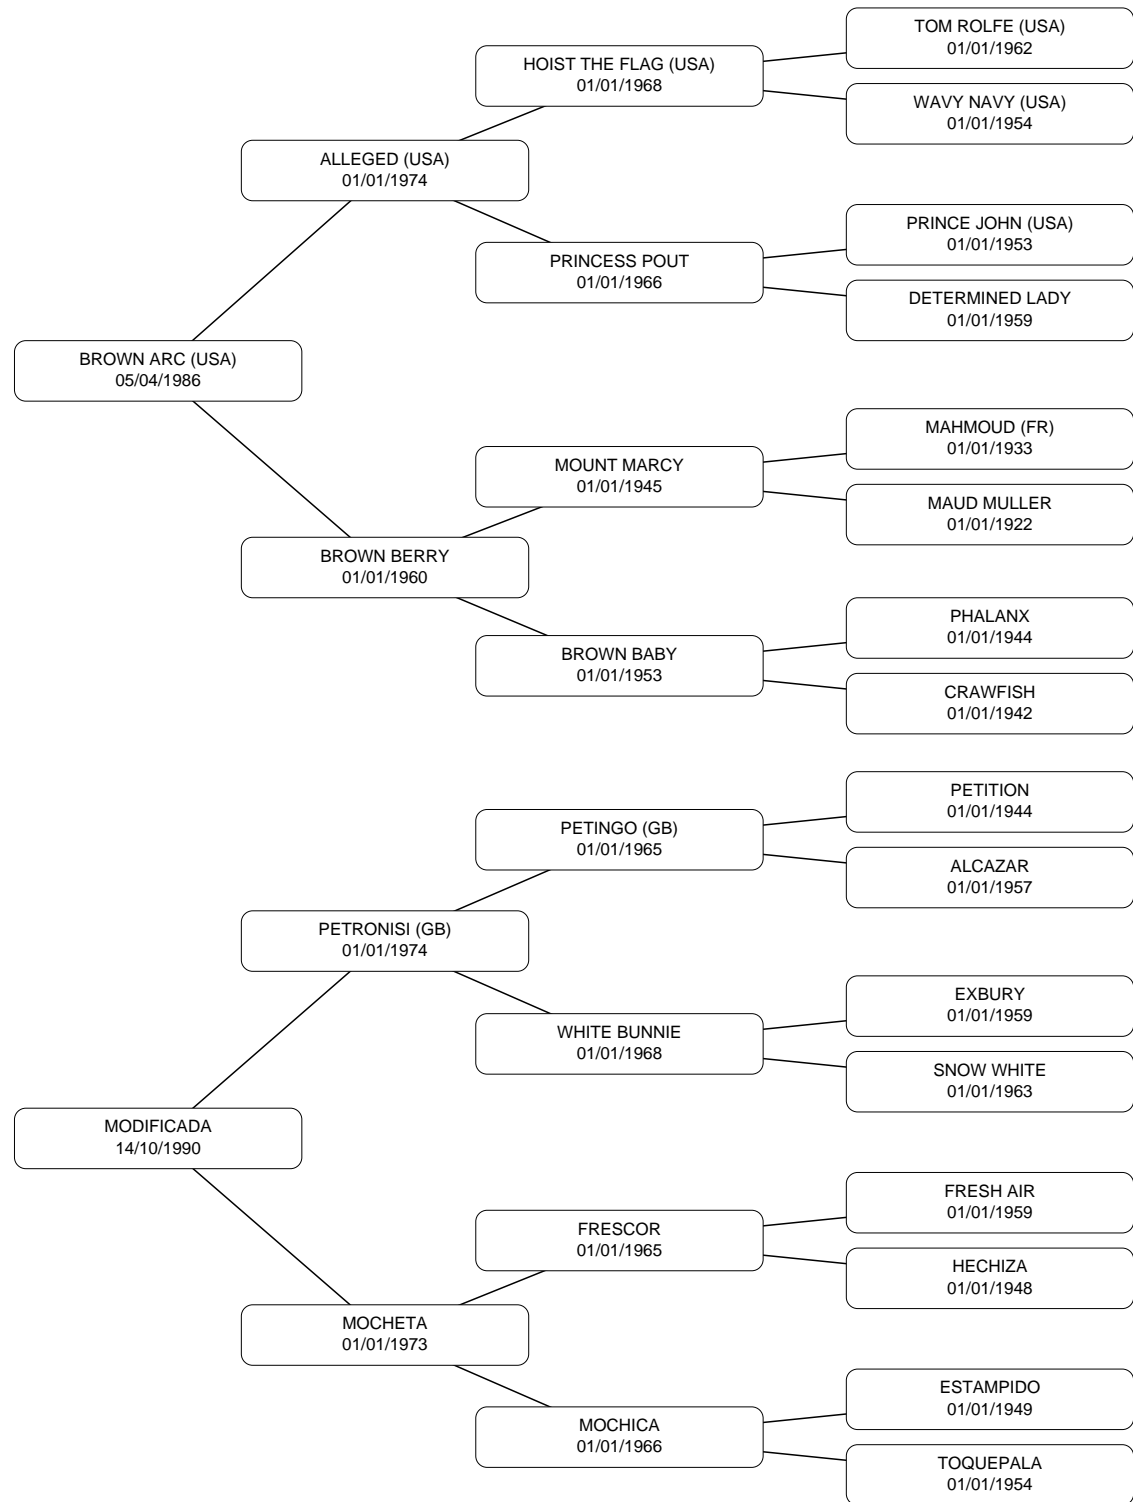 TOM ROLFE (USA)
01/01/1962
HOIST THE FLAG (USA)
01/01/1968
WAVY NAVY (USA)
01/01/1954
ALLEGED (USA)
01/01/1974
PRINCE JOHN (USA)
01/01/1953
PRINCESS POUT
01/01/1966
DETERMINED LADY
01/01/1959
BROWN ARC (USA)
05/04/1986
MAHMOUD (FR)
01/01/1933
MOUNT MARCY
01/01/1945
MAUD MULLER
01/01/1922
BROWN BERRY
01/01/1960
PHALANX
01/01/1944
BROWN BABY
01/01/1953
CRAWFISH
01/01/1942
PETITION
01/01/1944
PETINGO (GB)
01/01/1965
ALCAZAR
01/01/1957
PETRONISI (GB)
01/01/1974
EXBURY
01/01/1959
WHITE BUNNIE
01/01/1968
SNOW WHITE
01/01/1963
MODIFICADA
14/10/1990
FRESH AIR
01/01/1959
FRESCOR
01/01/1965
HECHIZA
01/01/1948
MOCHETA
01/01/1973
ESTAMPIDO
01/01/1949
MOCHICA
01/01/1966
TOQUEPALA
01/01/1954